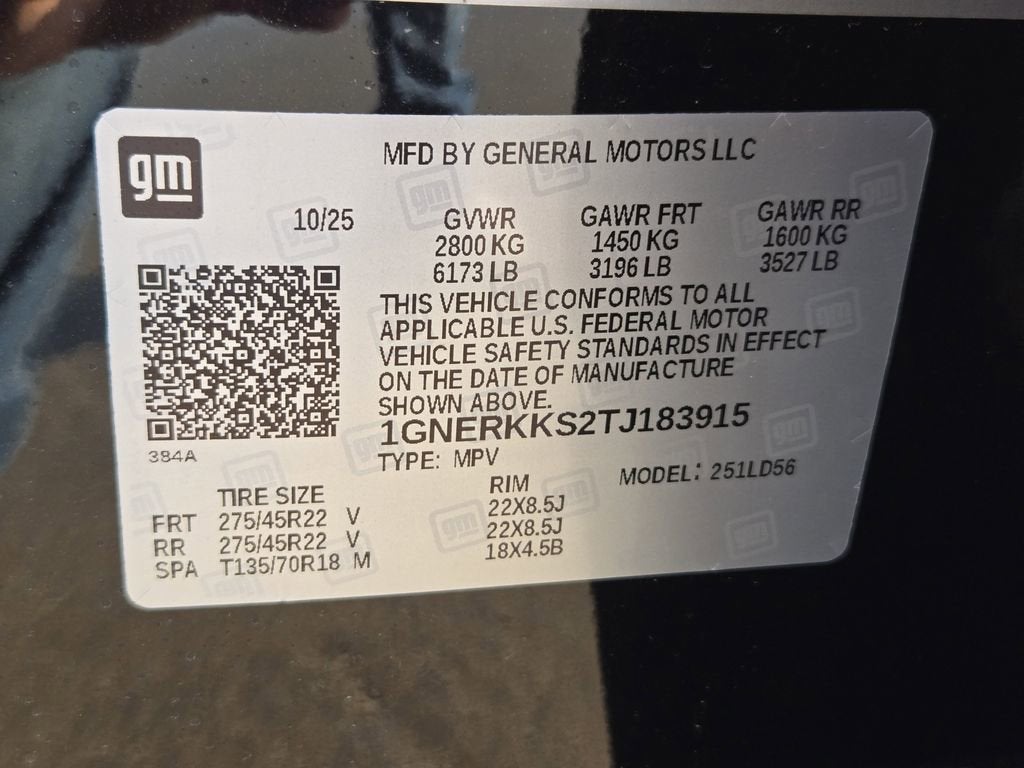 gm
MFD BY GENERAL MOTORS LLC
10/25 GVWR GAWR FRT GAWR RR
2800 KG 1450 KG 1600 KG
6173 LB 3196 LB 3527 LB
THIS VEHICLE CONFORMS TO ALL
APPLICABLE U.S. FEDERAL MOTOR
VEHICLE SAFETY STANDARDS IN EFFECT
ON THE DATE OF MANUFACTURE
SHOWN ABOVE.
1GNERKKS2TJ183915
384A
TYPE: MPV MODEL: 251LD56
TIRE SIZE RIM
FRT 275/45R22 V 22X8.5J
RR 275/45R22 V 22X8.5J
SPA T135/70R18 M 18X4.5B